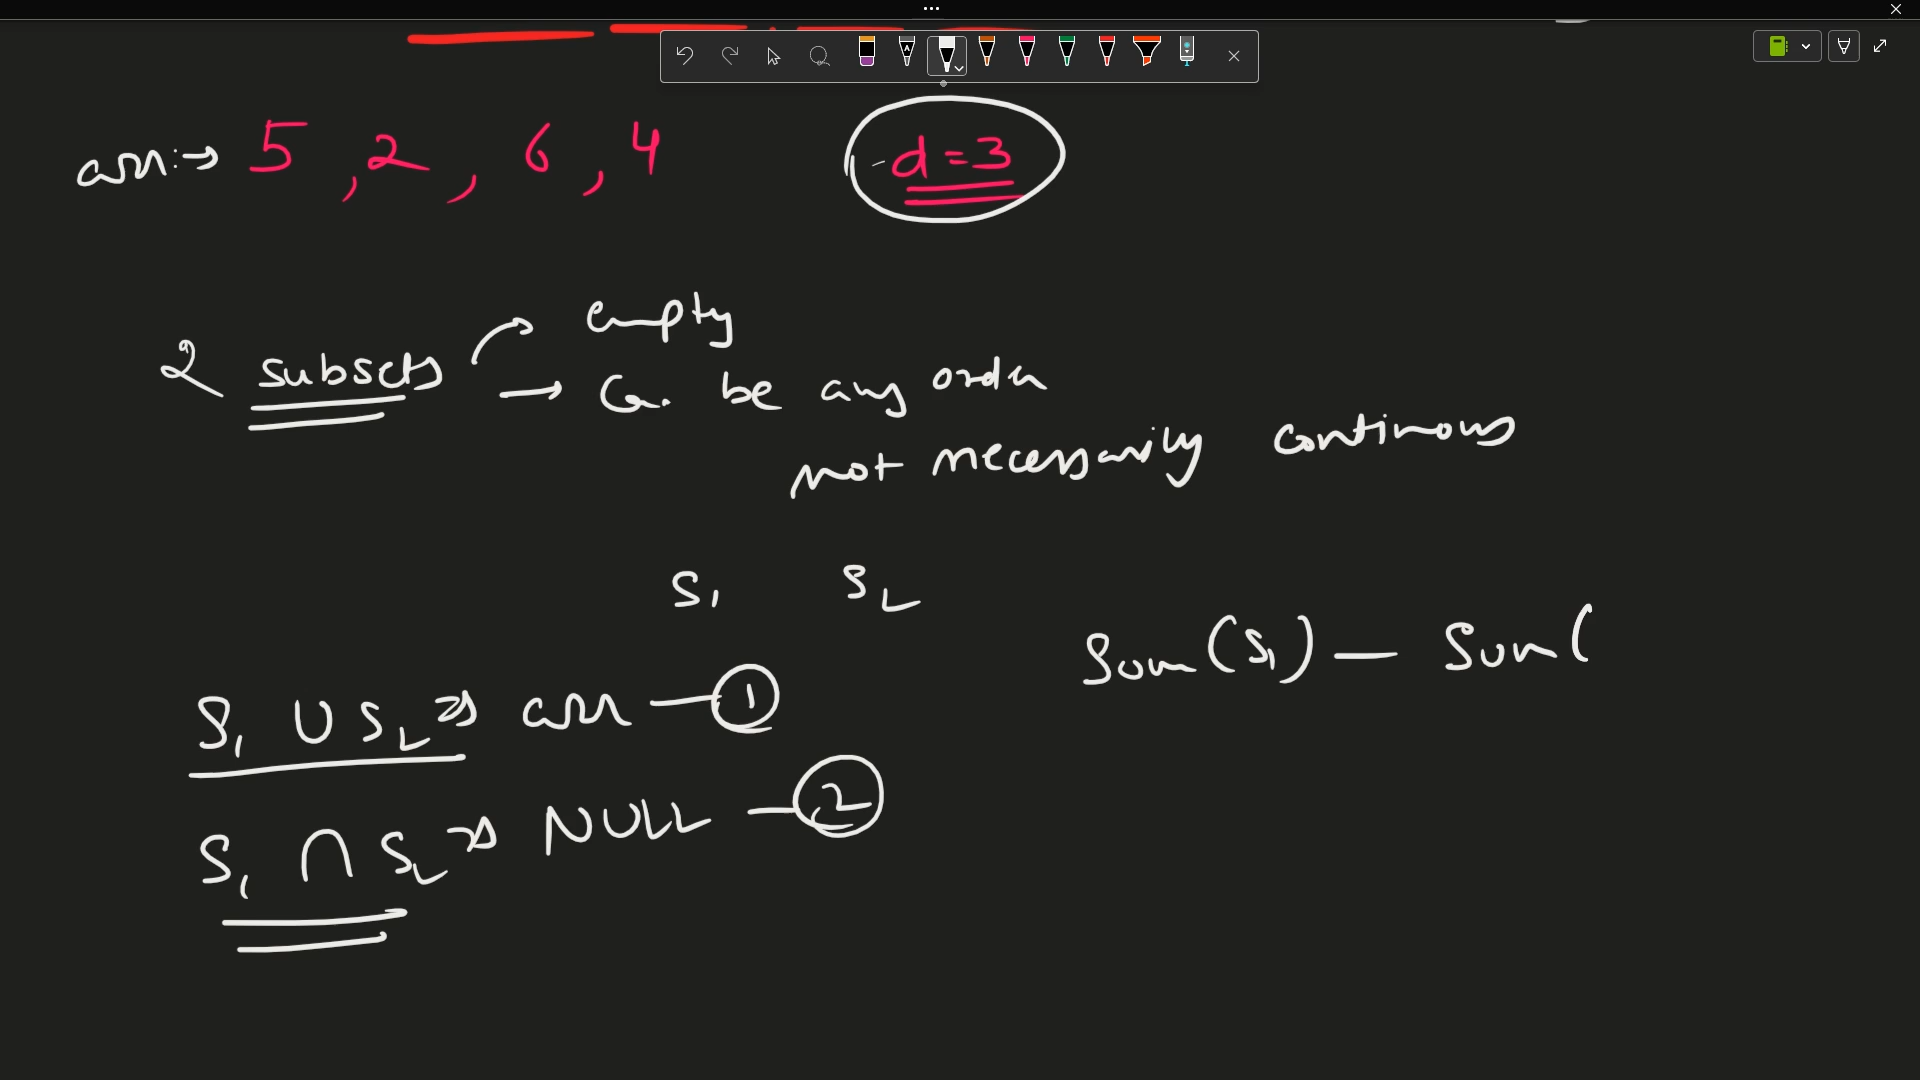 arr:→ 5, 2, 6, 4 d=3
2 subsets → empty
→ Can be any order
not necessarily continous
S₁ S₂
Sum(S₁) — Sum(
S₁ ∪ S₂ ⇒ arr — ①
S₁ ∩ S₂ ⇒ NULL — ②